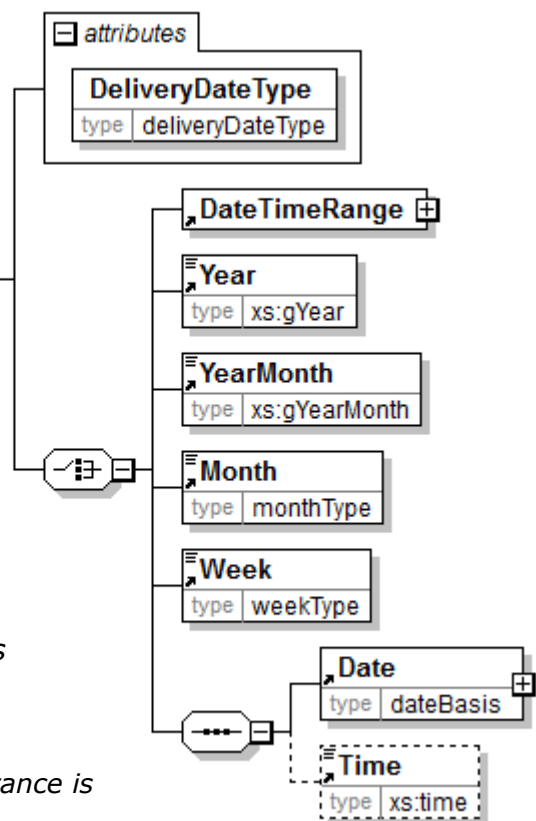 attributes
DeliveryDateType
type deliveryDateType
DateTimeRange
Year
type xs:gYear
YearMonth
type xs:gYearMonth
Month
type monthType
Week
type weekType
s
Date
type dateBasis
Time
is
type xs:time